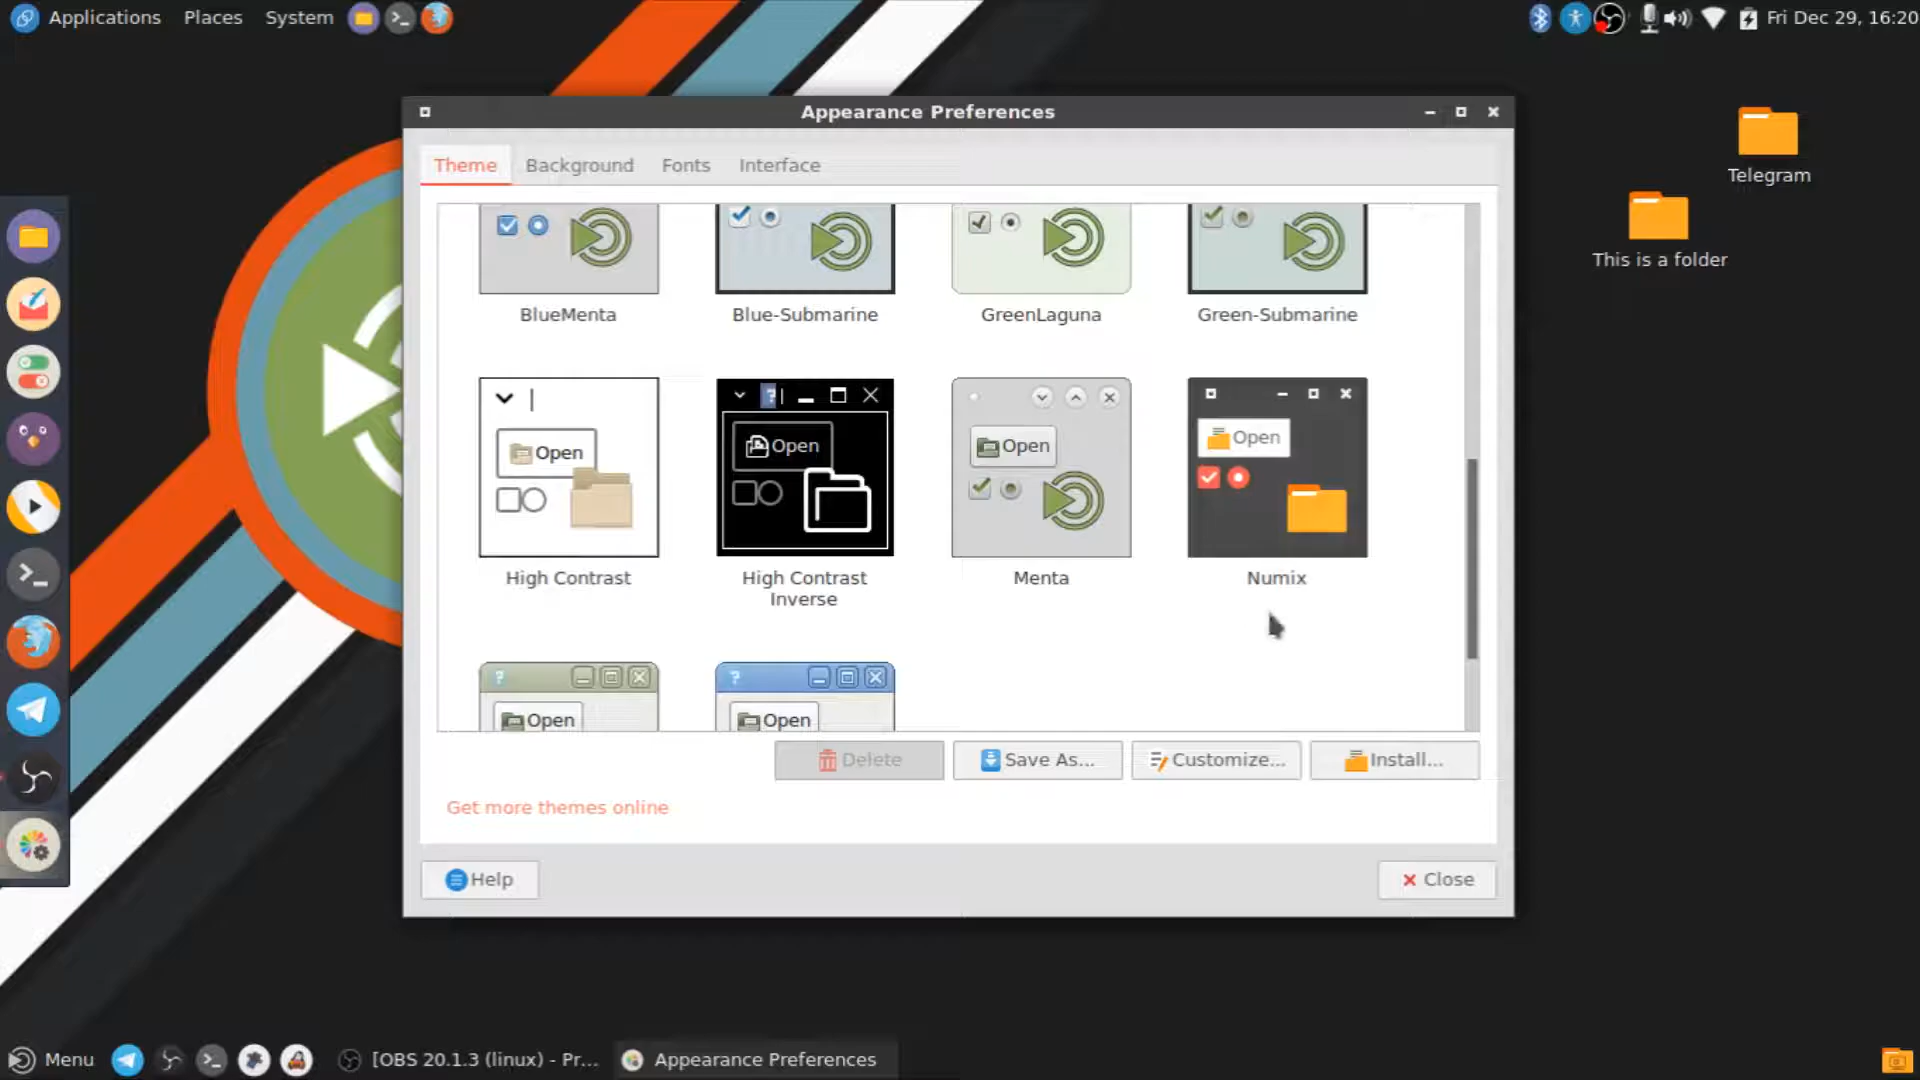 Applications Places System
Fri Dec 29, 16:20
Appearance Preferences
Theme Background Fonts Interface
Telegram
This is a folder
BlueMenta Blue-Submarine GreenLaguna Green-Submarine
Open
Open
Open
Open
High Contrast
High Contrast
Inverse
Menta
Numix
Open
Open
Delete Save As... Customize... Install...
Get more themes online
Help
Close
Menu
[OBS 20.1.3 (linux) - Pr...
Appearance Preferences